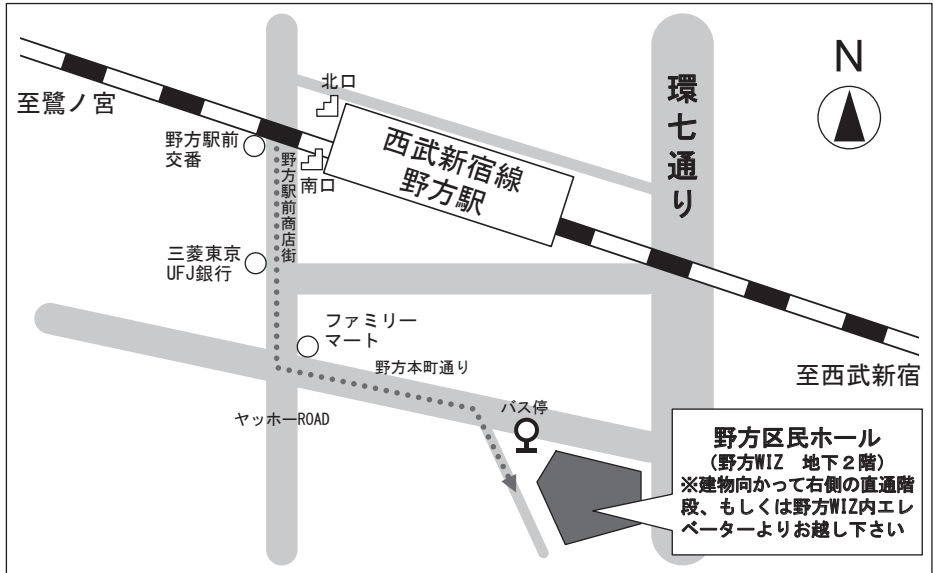 N
北口
至鷺ノ宮
野方駅前
交番
野方駅前商店街
南口
西武新宿線
野方駅
環七通り
三菱東京
UFJ銀行
ファミリー
マート
野方本町通り
至西武新宿
ヤッホーROAD
バス停
野方区民ホール
(野方WIZ 地下2階)
※建物向かって右側の直通階
段、もしくは野方WIZ内エレ
ベーターよりお越し下さい